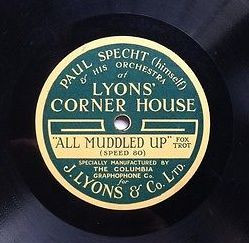 PAUL SPECHT (himself)
& HIS ORCHESTRA
at
LYONS'
CORNER HOUSE
"ALL MUDDLED UP" FOX TROT
(SPEED 80)
SPECIALLY MANUFACTURED BY
THE COLUMBIA
GRAPHOPHONE Co.
for
J. LYONS & Co. LTD.